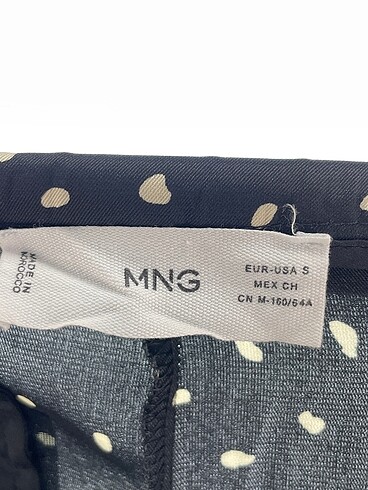 MADE IN
MOROCCO
MNG
EUR-USA S
MEX CH
CN M-160/64A